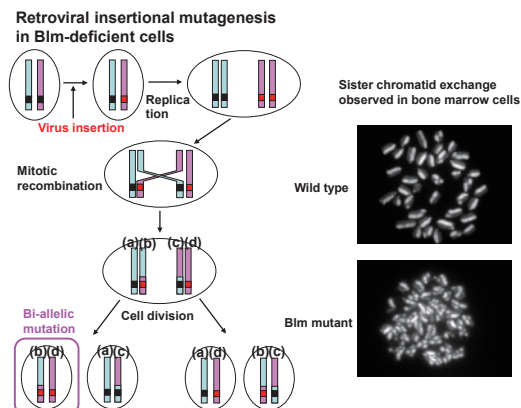 Retroviral insertional mutagenesis
in Blm-deficient cells
Virus insertion
Replica
tion
Mitotic
recombination
(a)(b) (c)(d)
Cell division
Bi-allelic
mutation
(b)(d) (a)(c) (a)(d) (b)(c)
Sister chromatid exchange
observed in bone marrow cells
Wild type
Blm mutant